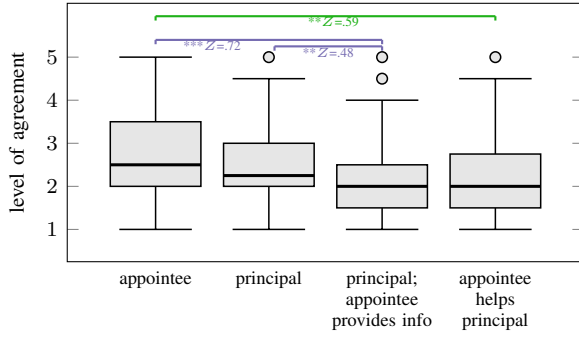 **Z=.59
***Z=.72
**Z=.48
5
4
3
2
1
level of agreement
appointee
principal
principal;
appointee
provides info
appointee
helps
principal